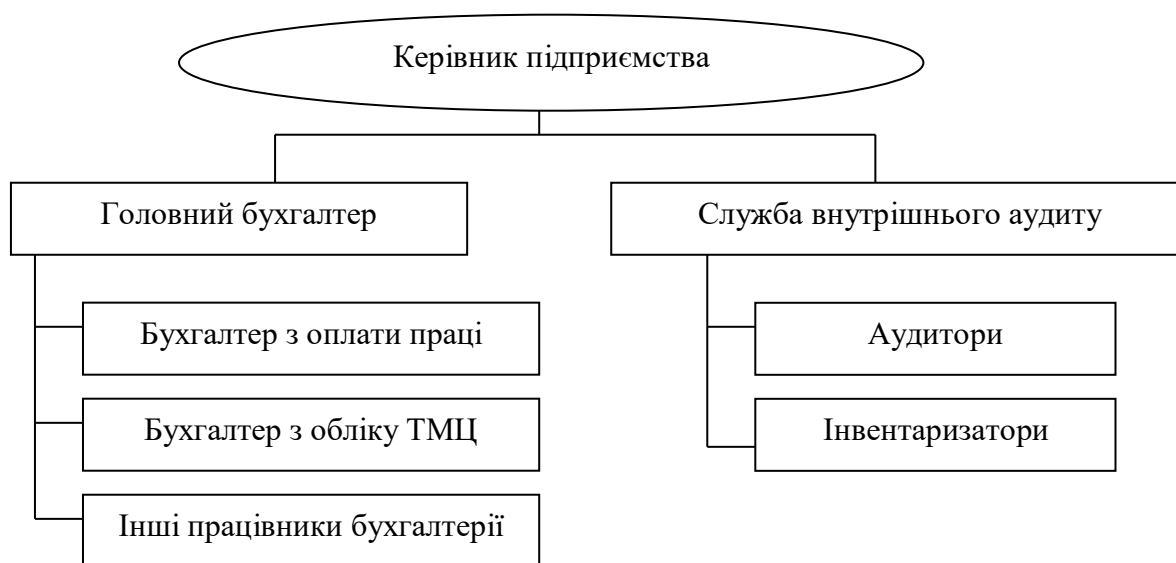 Керівник підприємства
Головний бухгалтер
Служба внутрішнього аудиту
Бухгалтер з оплати праці
Аудитори
Бухгалтер з обліку ТМЦ
Інвентаризатори
Інші працівники бухгалтерії